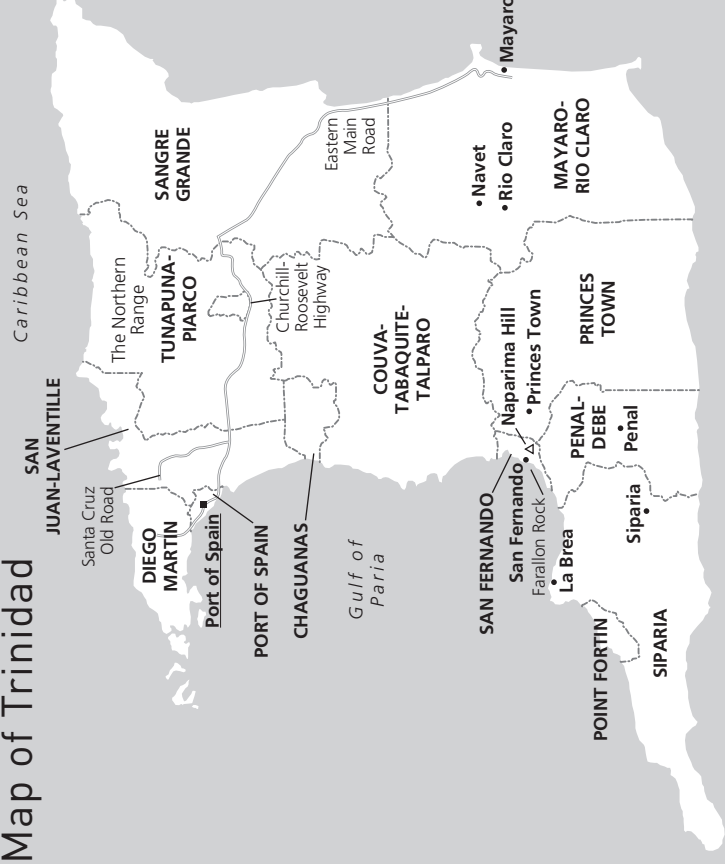 Map of Trinidad
Caribbean Sea
SAN
JUAN-LAVENTILLE
Santa Cruz
Old Road
DIEGO
MARTIN
Port of Spain
PORT OF SPAIN
CHAGUANAS
The Northern
Range
TUNAPUNA-
PIARCO
SANGRE
GRANDE
Churchill-
Roosevelt
Highway
Eastern
Main
Road
Gulf of
Paria
COUVA-
TABAQUITE-
TALPARO
Mayaro
Navet
Rio Claro
MAYARO-
RIO CLARO
SAN FERNANDO
San Fernando
Farallon Rock
Naparima Hill
Princes Town
PRINCES
TOWN
La Brea
PENAL-
DEBE
Penal
Siparia
POINT FORTIN
SIPARIA